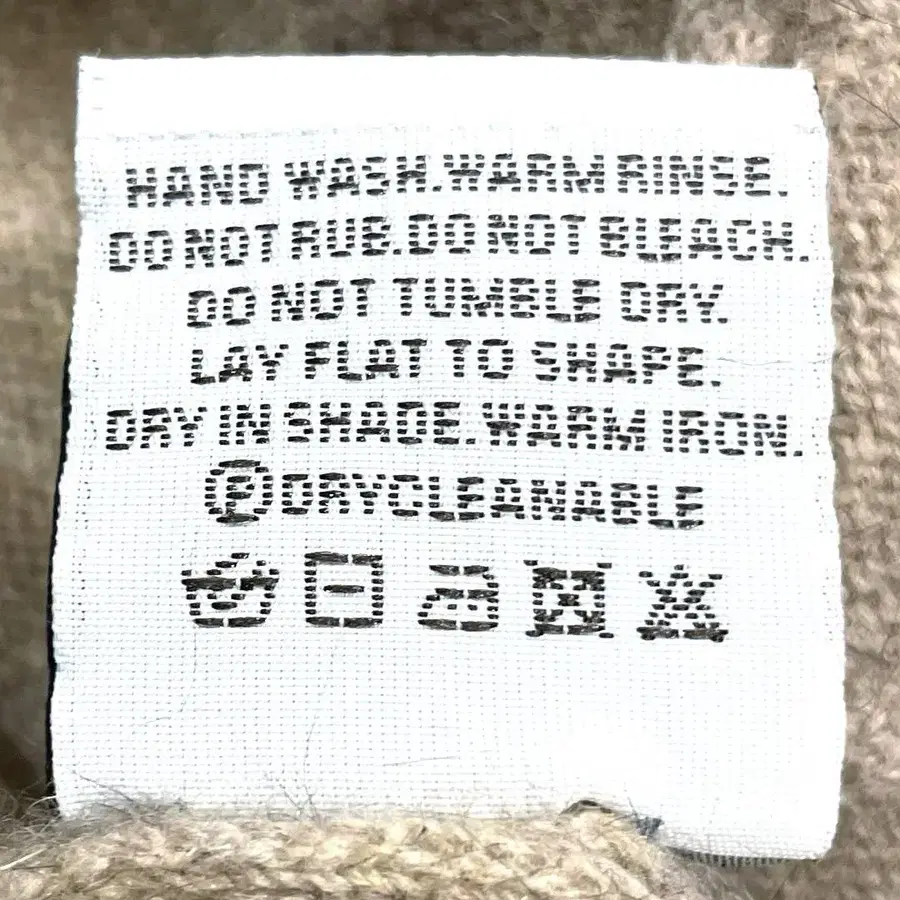 HAND WASH.WARM RINSE.
DO NOT RUB.DO NOT BLEACH.
DO NOT TUMBLE DRY.
LAY FLAT TO SHAPE.
DRY IN SHADE.WARM IRON.
Ⓟ DRYCLEANABLE